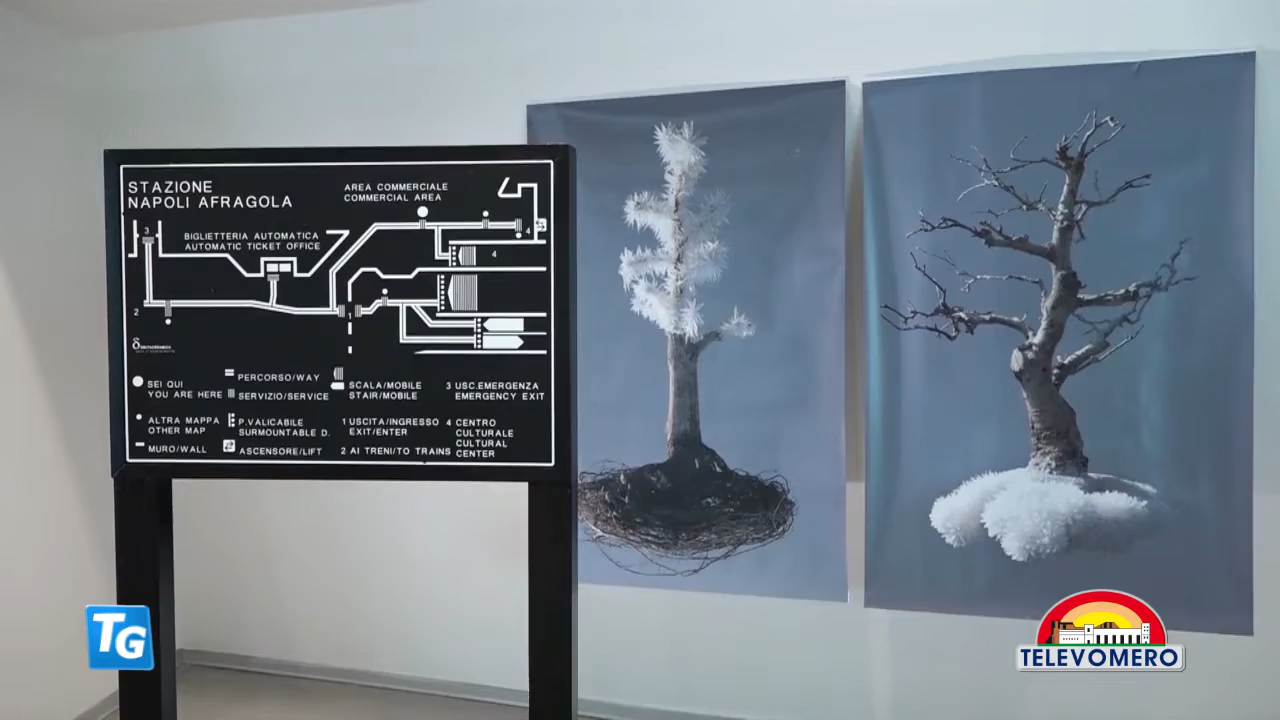 STAZIONE
NAPOLI AFRAGOLA
AREA COMMERCIALE
COMMERCIAL AREA
BIGLIETTERIA AUTOMATICA
AUTOMATIC TICKET OFFICE
3
4
4
2
1
SEI QUI
YOU ARE HERE
ALTRA MAPPA
OTHER MAP
MURO/WALL
PERCORSO/WAY
SERVIZIO/SERVICE
P.VALICABILE
SURMOUNTABLE D.
ASCENSORE/LIFT
SCALA/MOBILE
STAIR/MOBILE
1 USCITA/INGRESSO
EXIT/ENTER
2 AI TRENI/TO TRAINS
3 USC.EMERGENZA
EMERGENCY EXIT
4 CENTRO
CULTURALE
CULTURAL
CENTER
TG
TELEVOMERO